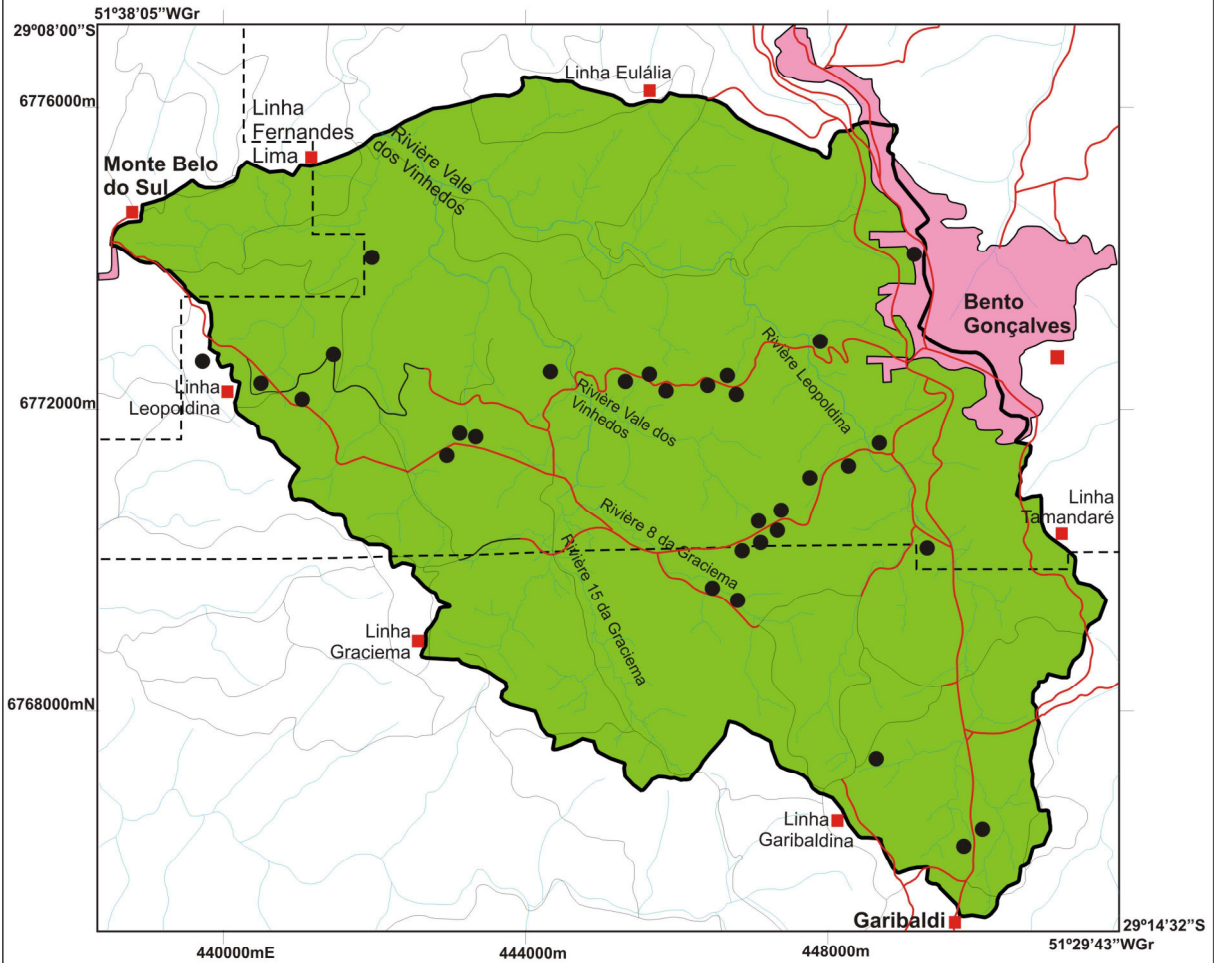 51º38'05"WGr
29º08'00"S
6776000m
Linha Eulália
Linha
Fernandes
Lima
Rivière Vale
dos Vinhedos
Monte Belo
do Sul
Bento
Gonçalves
Rivière Leopoldina
Linha
Leopoldina
6772000m
Rivière Vale dos
Vinhedos
Linha
Tamandaré
Rivière 8 da Graciema
Rivière 15 da Graciema
Linha
Graciema
6768000mN
Linha
Garibaldina
Garibaldi
29º14'32"S
51º29'43"WGr
440000mE
444000m
448000m